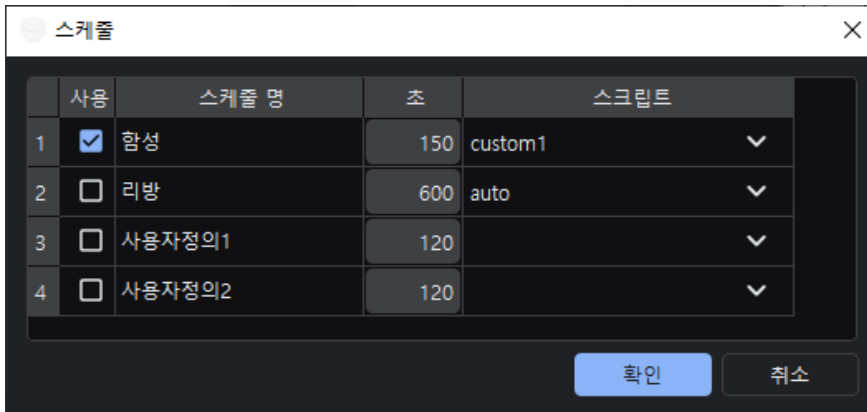 스케줄
사용 스케줄 명 초 스크립트
1 함성 150 custom1
2 리방 600 auto
3 사용자정의1 120
4 사용자정의2 120
확인 취소